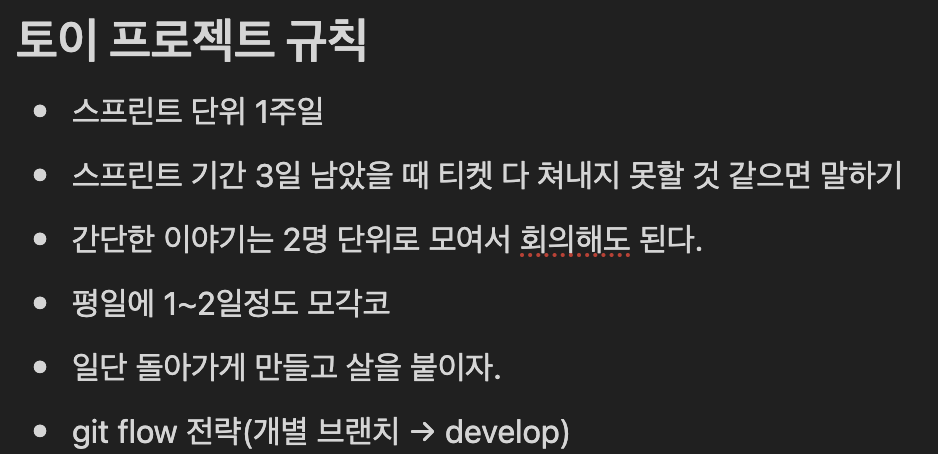 토이 프로젝트 규칙
• 스프린트 단위 1주일
• 스프린트 기간 3일 남았을 때 티켓 다 쳐내지 못할 것 같으면 말하기
• 간단한 이야기는 2명 단위로 모여서 회의해도 된다.
• 평일에 1~2일정도 모각코
• 일단 돌아가게 만들고 살을 붙이자.
• git flow 전략(개별 브랜치 → develop)